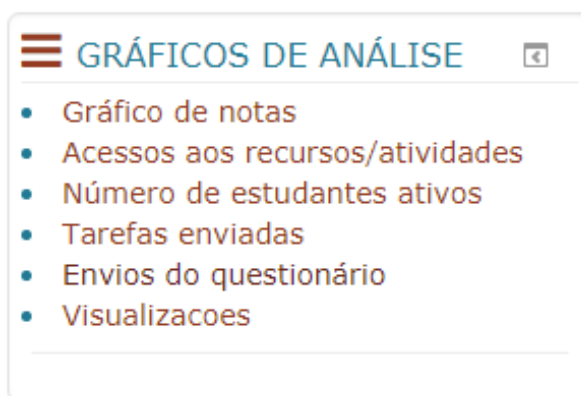 GRÁFICOS DE ANÁLISE
Gráfico de notas
Acessos aos recursos/atividades
Número de estudantes ativos
Tarefas enviadas
Envios do questionário
Visualizacoes